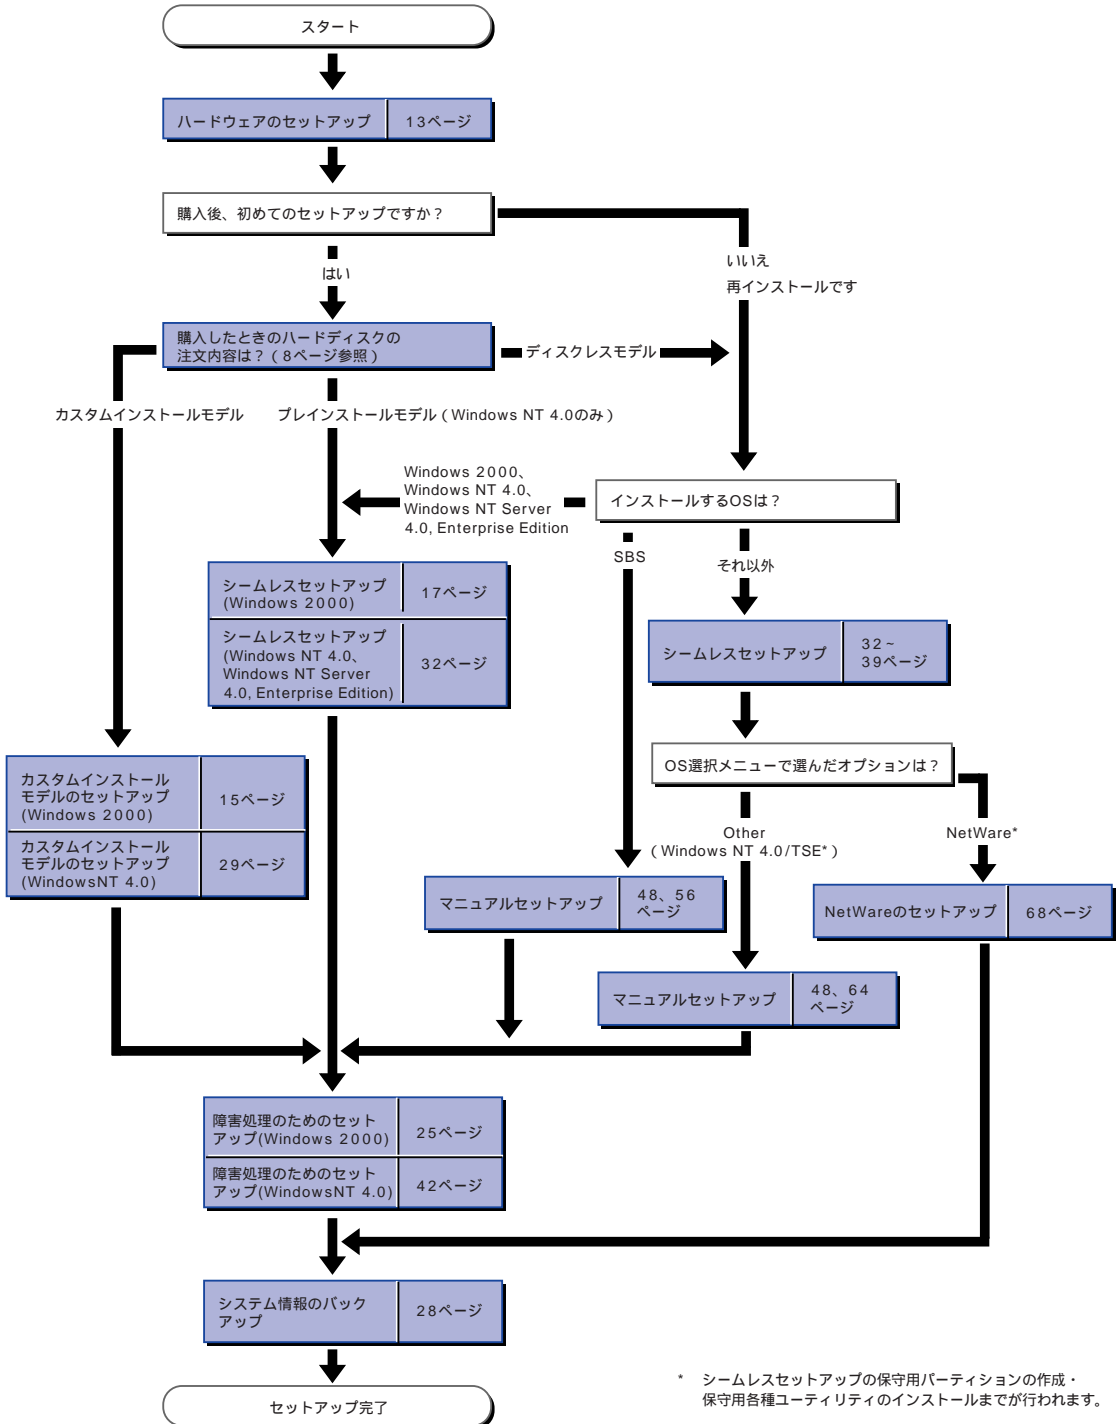 スタート
ハードウェアのセットアップ 13ページ
購入後、初めてのセットアップですか？
はい
いいえ
再インストールです
購入したときのハードディスクの
注文内容は？（8ページ参照）
ディスクレスモデル
カスタムインストールモデル
プレインストールモデル（Windows NT 4.0のみ）
Windows 2000、
Windows NT 4.0、
Windows NT Server
4.0, Enterprise Edition
インストールするOSは？
SBS
それ以外
シームレスセットアップ
(Windows 2000)
17ページ
シームレスセットアップ
(Windows NT 4.0、
Windows NT Server
4.0, Enterprise Edition)
32ページ
シームレスセットアップ
32~
39ページ
OS選択メニューで選んだオプションは？
カスタムインストール
モデルのセットアップ
(Windows 2000)
15ページ
カスタムインストール
モデルのセットアップ
(WindowsNT 4.0)
29ページ
Other
（Windows NT 4.0/TSE*）
NetWare*
マニュアルセットアップ
48、56
ページ
NetWareのセットアップ 68ページ
マニュアルセットアップ
48、64
ページ
障害処理のためのセット
アップ(Windows 2000)
25ページ
障害処理のためのセット
アップ(WindowsNT 4.0)
42ページ
システム情報のバック
アップ
28ページ
セットアップ完了
* シームレスセットアップの保守用パーティションの作成・
保守用各種ユーティリティのインストールまでが行われます。